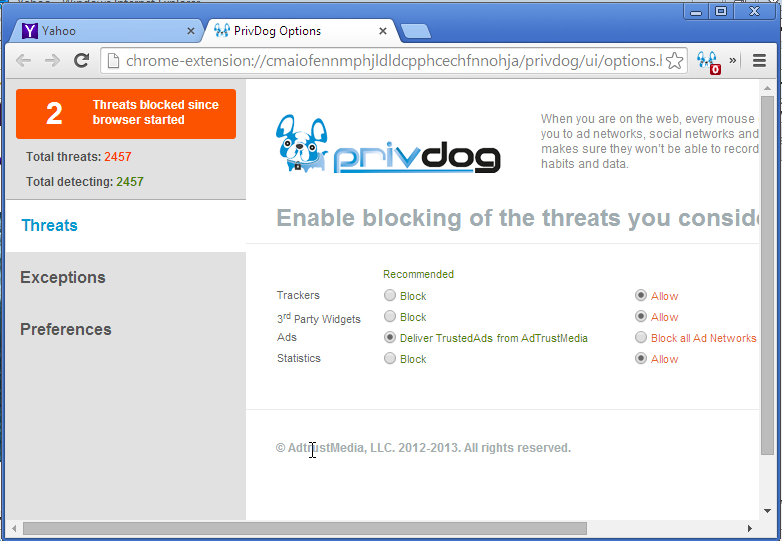 Yahoo
PrivDog Options
chrome-extension://cmaiofennmphjldldcpphcechfnnohja/privdog/ui/options.h
0
»
2
Threats blocked since
browser started
Total threats: 2457
Total detecting: 2457
Threats
Exceptions
Preferences
privdog
When you are on the web, every mouse
you to ad networks, social networks and
makes sure they won't be able to record
habits and data.
Enable blocking of the threats you conside
Recommended
Trackers Block Allow
3rd Party Widgets Block Allow
Ads Deliver TrustedAds from AdTrustMedia Block all Ad Networks
Statistics Block Allow
© AdtrustMedia, LLC. 2012-2013. All rights reserved.